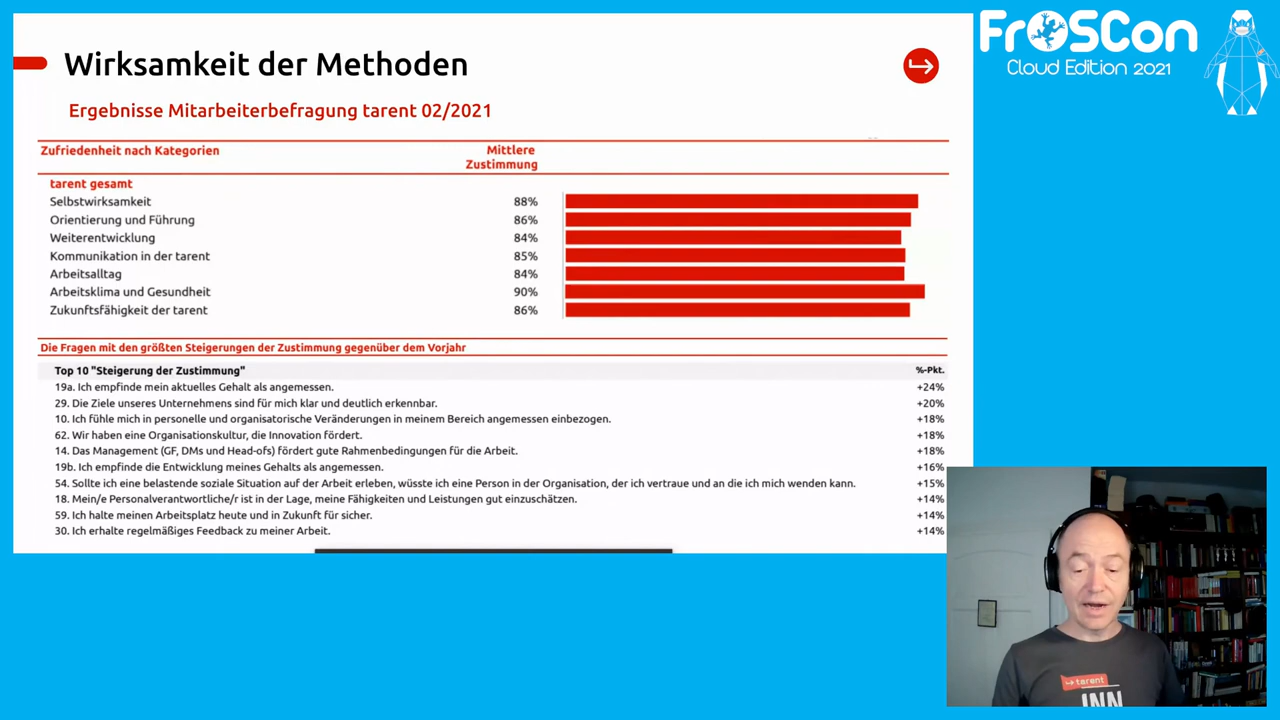 Wirksamkeit der Methoden
FrOSCon
Cloud Edition 2021
Ergebnisse Mitarbeiterbefragung tarent 02/2021
Zufriedenheit nach Kategorien
Mittlere
Zustimmung
tarent gesamt
Selbstwirksamkeit 88%
Orientierung und Führung 86%
Weiterentwicklung 84%
Kommunikation in der tarent 85%
Arbeitsalltag 84%
Arbeitsklima und Gesundheit 90%
Zukunftsfähigkeit der tarent 86%
Die Fragen mit den größten Steigerungen der Zustimmung gegenüber dem Vorjahr
Top 10 "Steigerung der Zustimmung" %-Pkt.
19a. Ich empfinde mein aktuelles Gehalt als angemessen. +24%
29. Die Ziele unseres Unternehmens sind für mich klar und deutlich erkennbar. +20%
10. Ich fühle mich in personelle und organisatorische Veränderungen in meinem Bereich angemessen einbezogen. +18%
62. Wir haben eine Organisationskultur, die Innovation fördert. +18%
14. Das Management (GF, DMs und Head-ofs) fördert gute Rahmenbedingungen für die Arbeit. +18%
19b. Ich empfinde die Entwicklung meines Gehalts als angemessen. +16%
54. Sollte ich eine belastende soziale Situation auf der Arbeit erleben, wüsste ich eine Person in der Organisation, der ich vertraue und an die ich mich wenden kann. +15%
18. Mein/e Personalverantwortliche/r ist in der Lage, meine Fähigkeiten und Leistungen gut einzuschätzen. +14%
59. Ich halte meinen Arbeitsplatz heute und in Zukunft für sicher. +14%
30. Ich erhalte regelmäßiges Feedback zu meiner Arbeit. +14%
tarent
INN